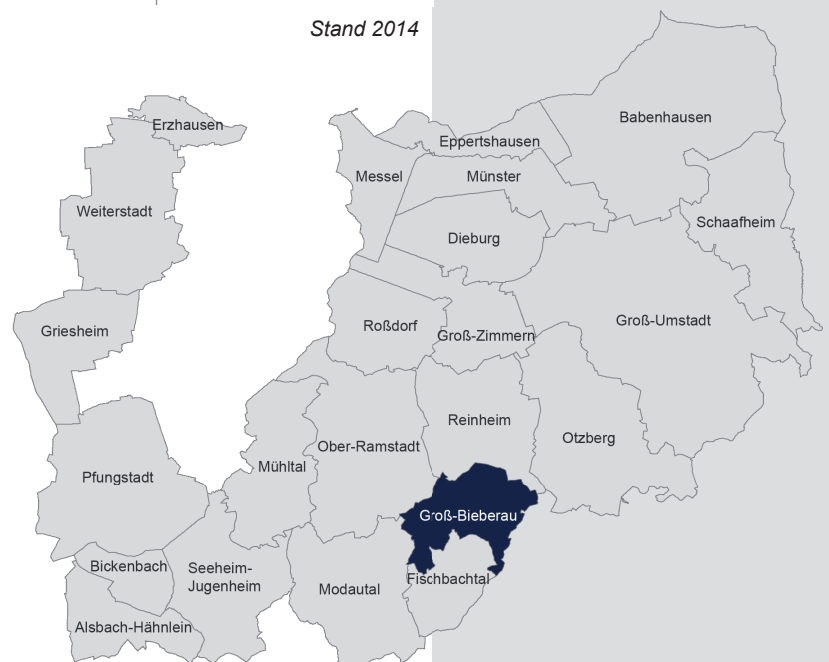 Stand 2014
Babenhausen
Erzhausen
Eppertshausen
Messel
Münster
Weiterstadt
Schaafheim
Dieburg
Groß-Umstadt
Griesheim
Roßdorf
Groß-Zimmern
Reinheim
Otzberg
Ober-Ramstadt
Mühltal
Pfungstadt
Groß-Bieberau
Bickenbach
Seeheim-
Jugenheim
Fischbachtal
Modautal
Alsbach-Hähnlein